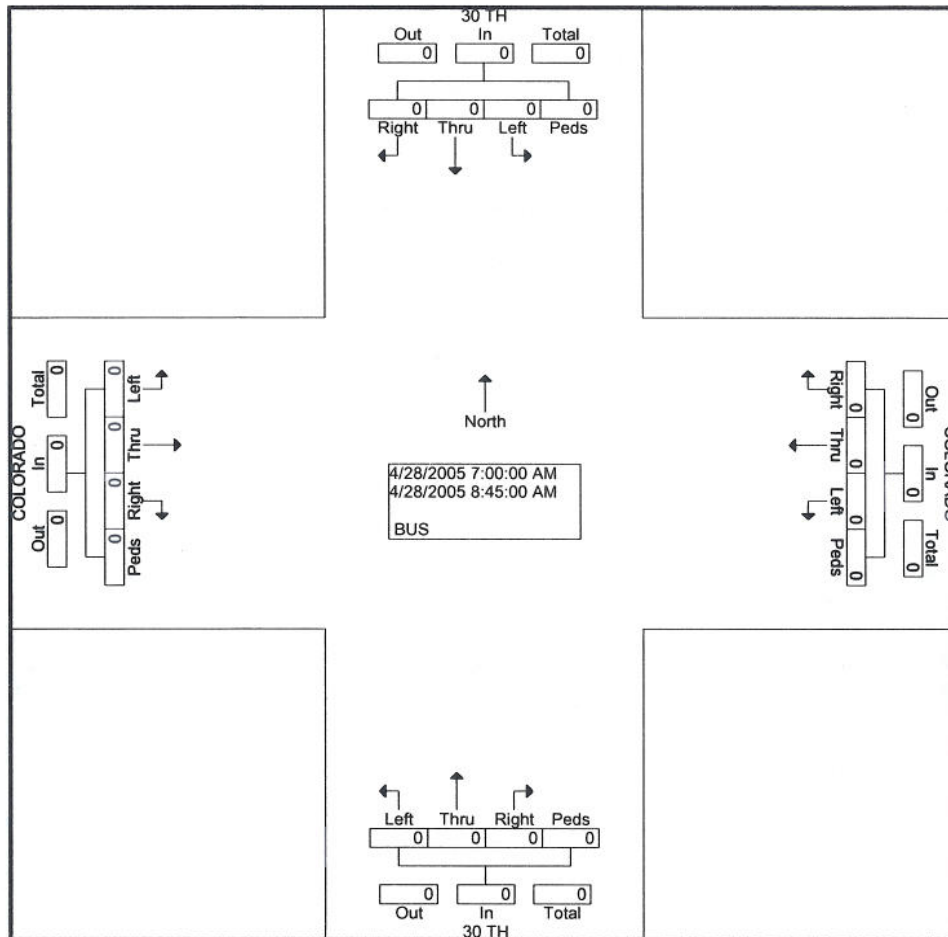 30 TH
Out In Total
0 0 0
0 0 0 0
Right Thru Left Peds
COLORADO
Total In Out
0 0 0
0 0 0 0
Left Thru Right Peds
North
4/28/2005 7:00:00 AM
4/28/2005 8:45:00 AM
BUS
Right Thru Left Peds
0 0 0 0
Out In Total
0 0 0
Left Thru Right Peds
0 0 0 0
0 0 0
Out In Total
30 TH